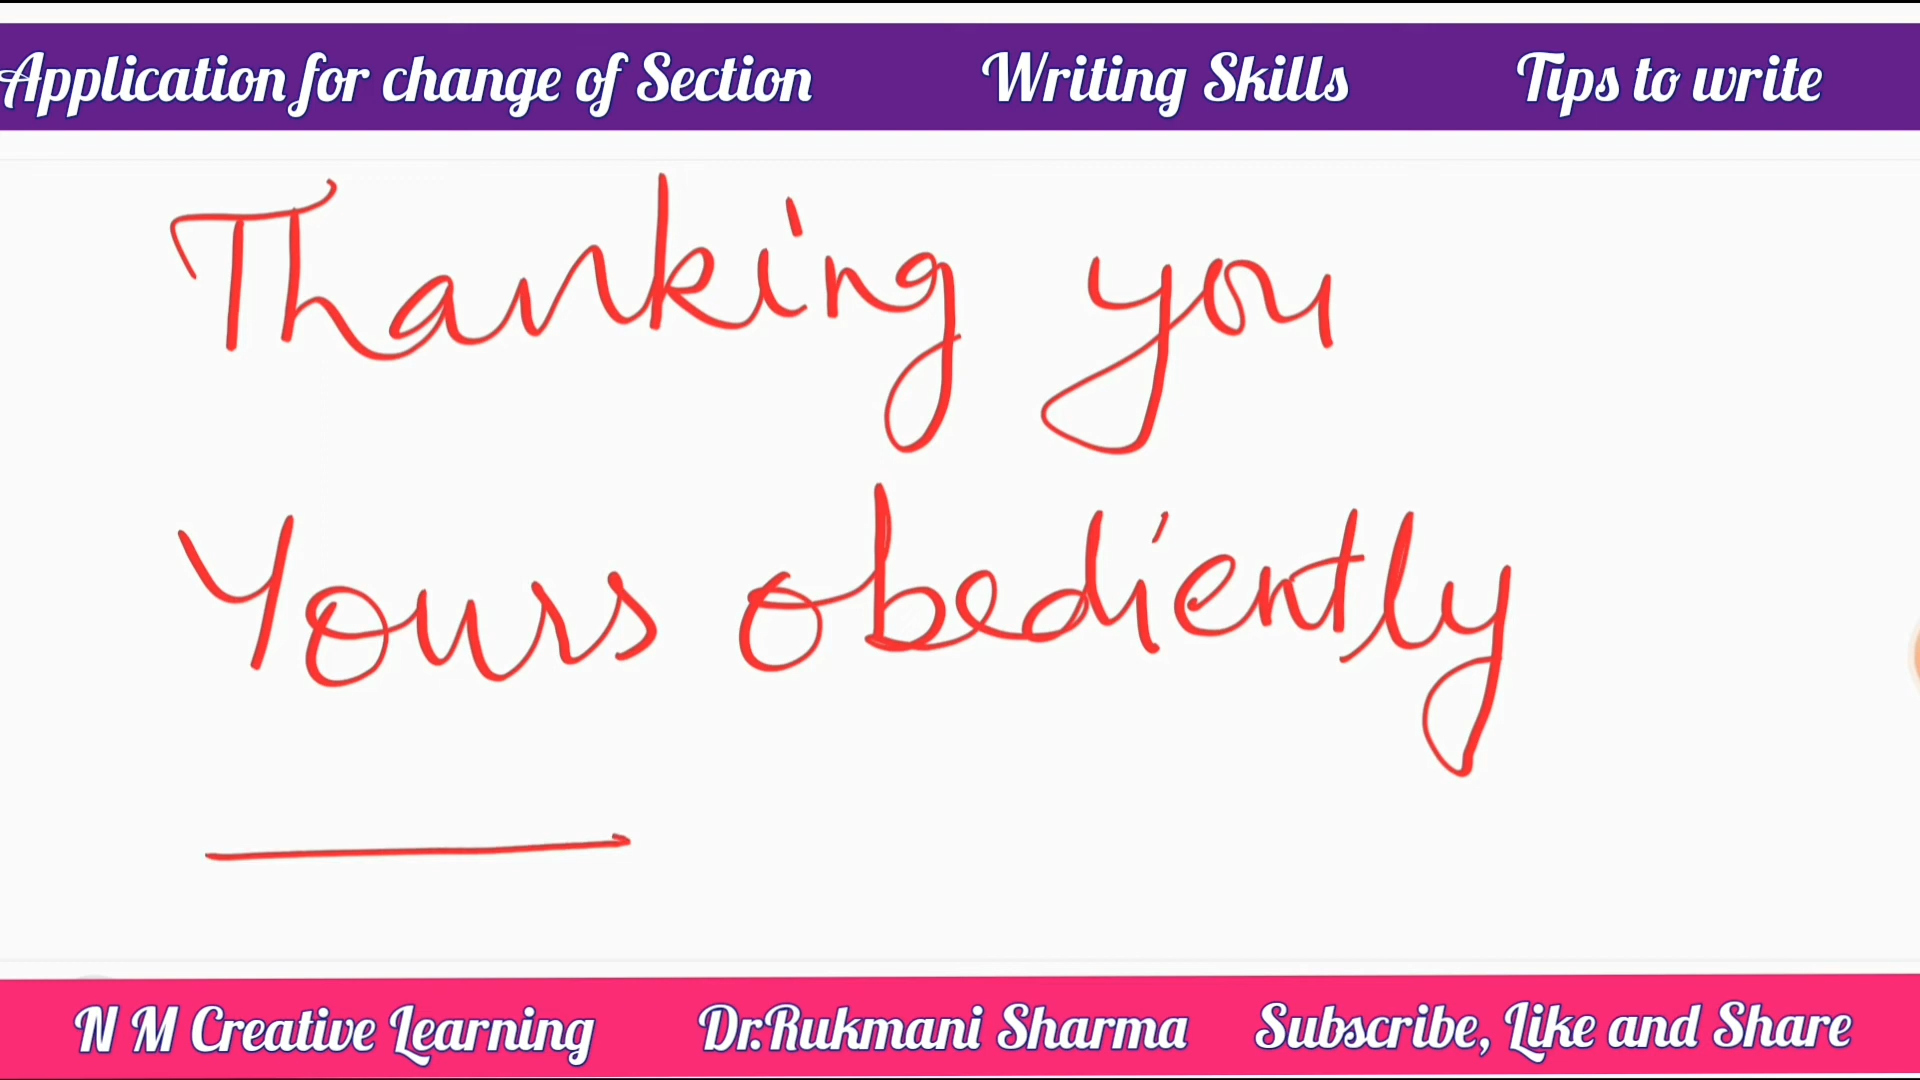 Application for change of Section Writing Skills Tips to write
Thanking you
Yours obediently
N M Creative Learning Dr.Rukmani Sharma Subscribe, Like and Share